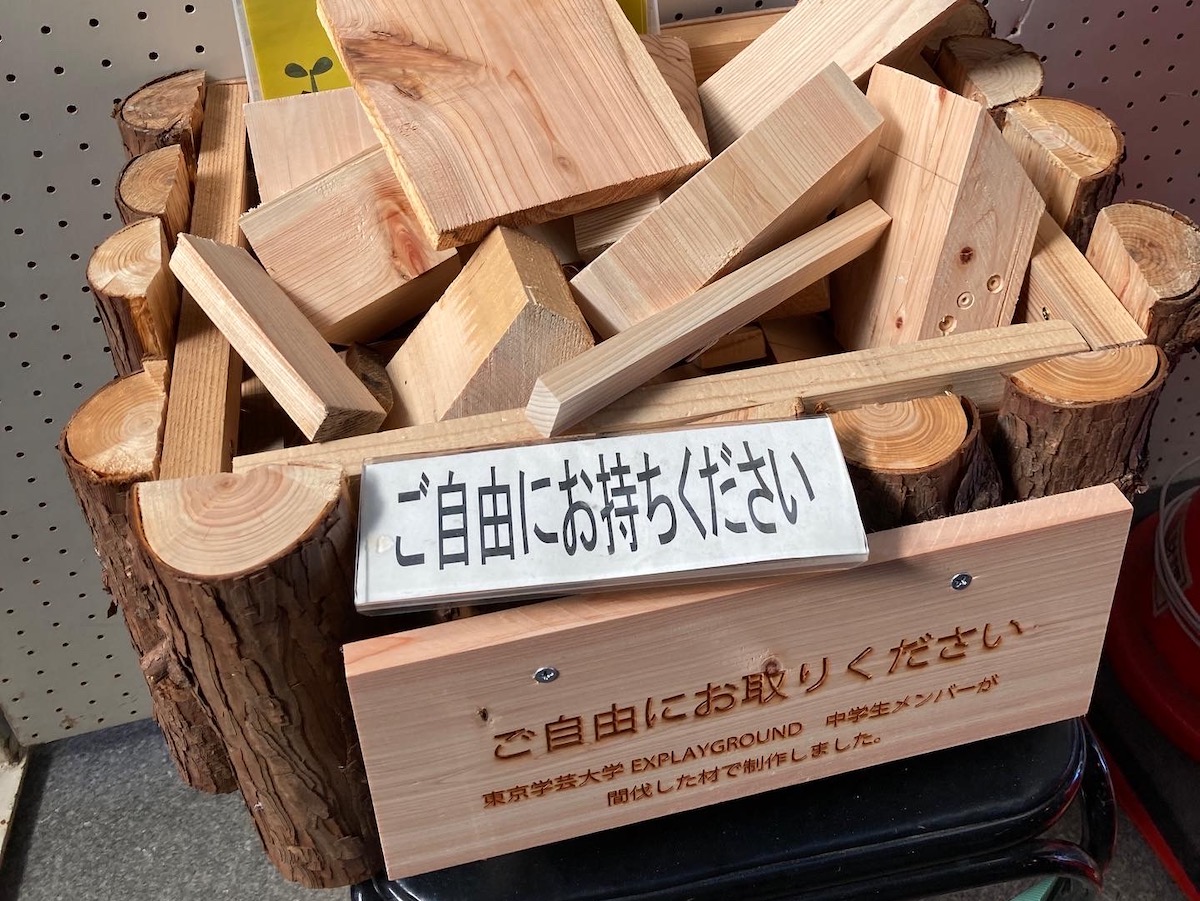 ご自由にお持ちください
ご自由にお取りください
東京学芸大学 EXPLAYGROUND 中学生メンバーが
間伐した材で制作しました。